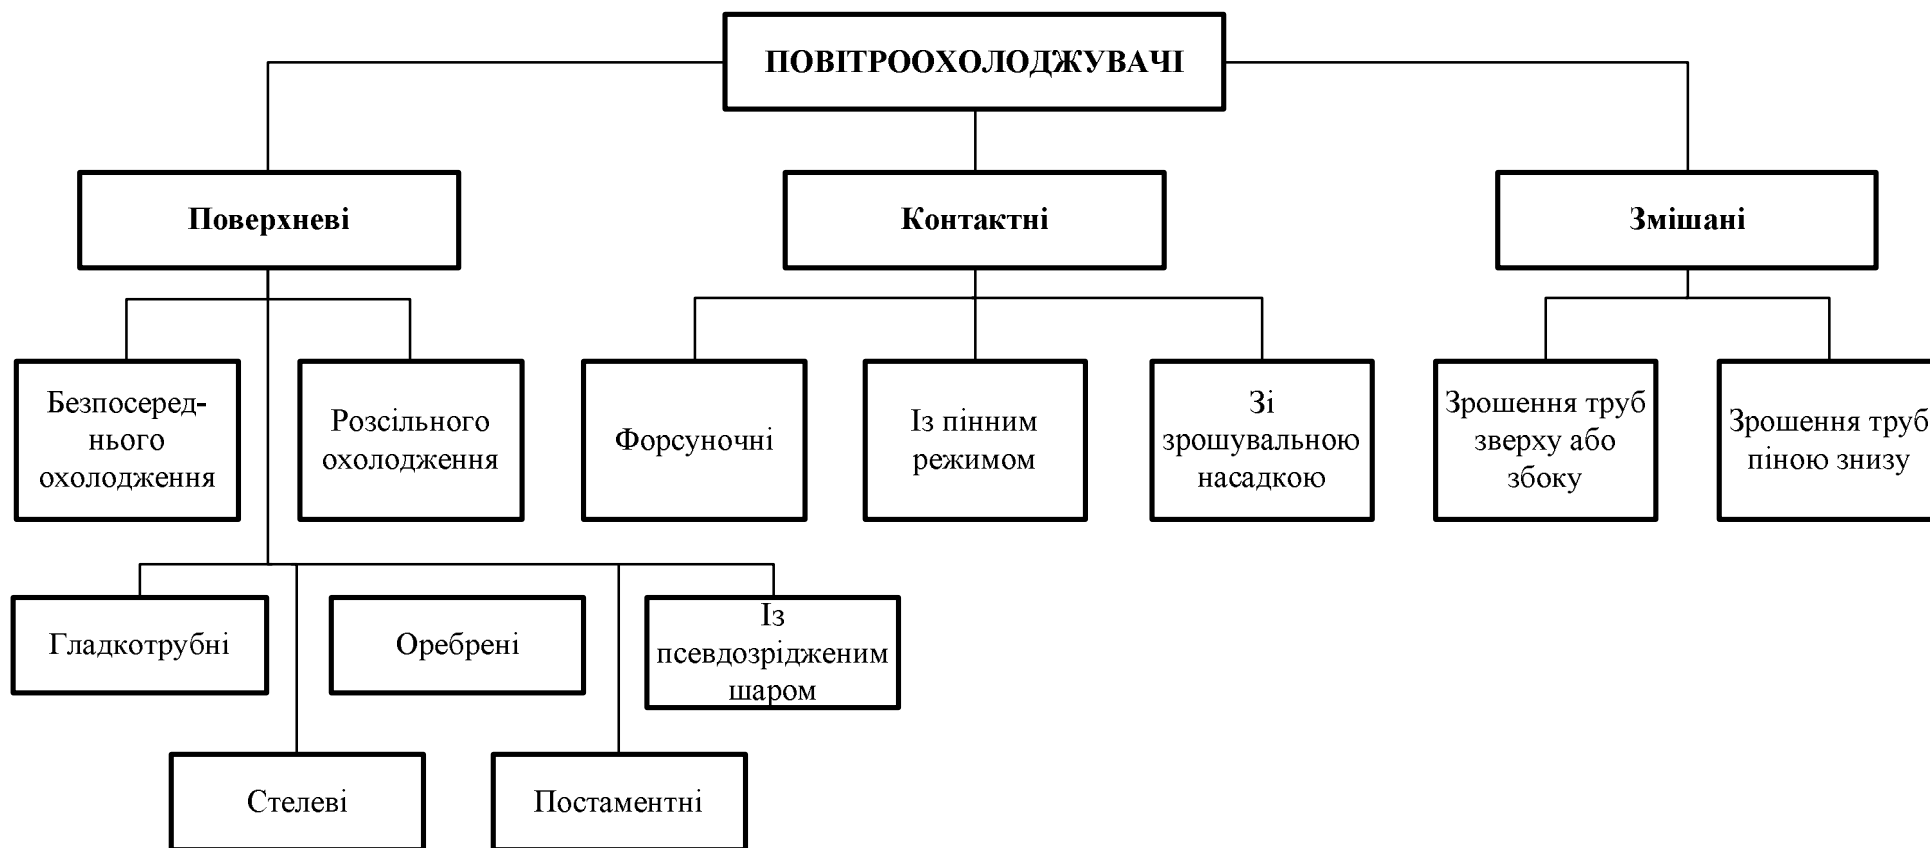 ПОВІТРООХОЛОДЖУВАЧІ
Поверхневі
Контактні
Змішані
Безпосеред-
нього
охолодження
Розсільного
охолодження
Форсуночні
Із пінним
режимом
Зі
зрошувальною
насадкою
Зрошення труб
зверху або
збоку
Зрошення труб
піною знизу
Гладкотрубні
Оребрені
Із
псевдозрідженим
шаром
Стелеві
Постаментні